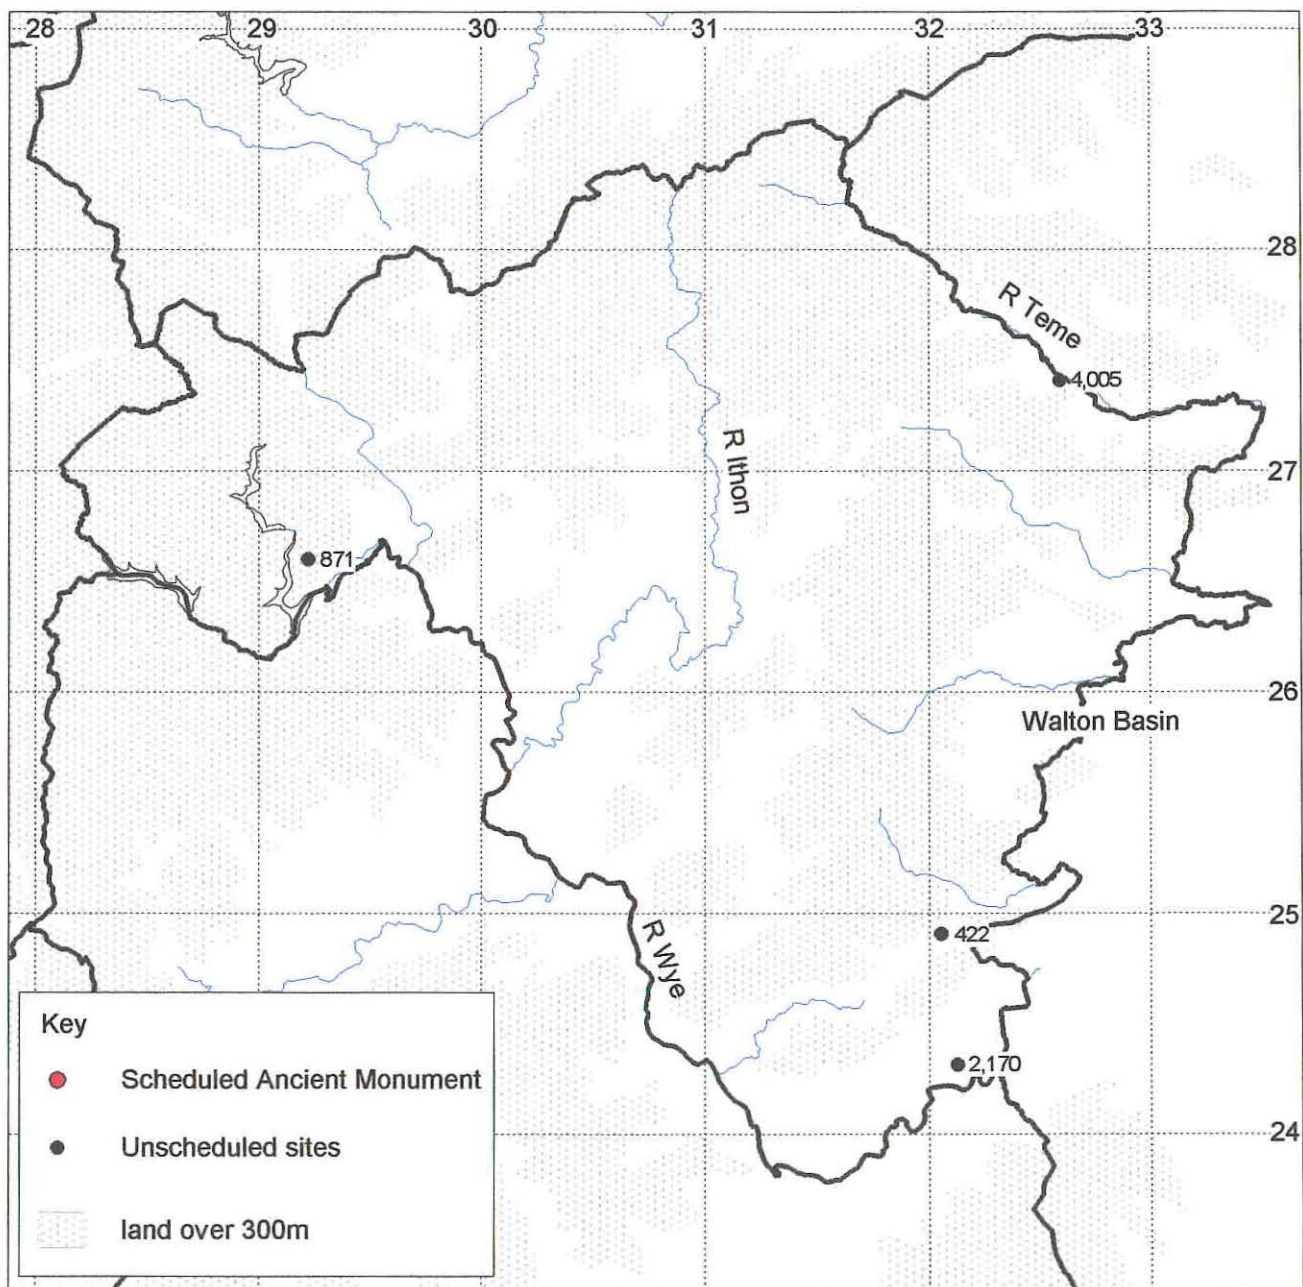 28 29 30 31 32 33
28
R Teme
4,005
R Ithon
27
871
26
Walton Basin
25
422
R Wye
2,170
24
Key
Scheduled Ancient Monument
Unscheduled sites
land over 300m